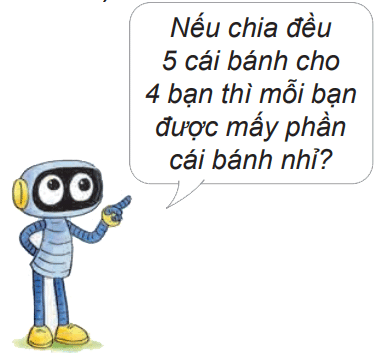 Nếu chia đều
5 cái bánh cho
4 bạn thì mỗi bạn
được mấy phần
cái bánh nhỉ?